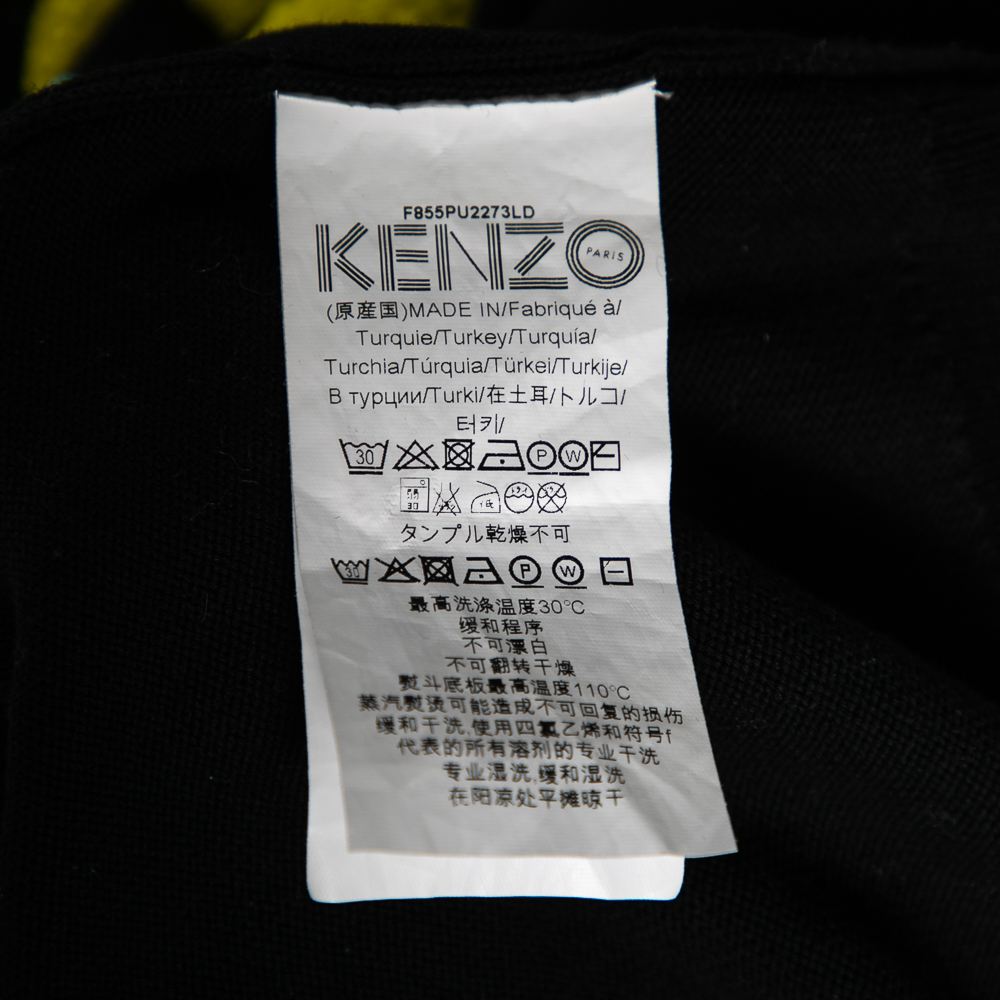 F855PU2273LD
KENZO PARIS
(原産国)MADE IN/Fabriqué à/
Turquie/Turkey/Turquía/
Turchia/Túrquia/Türkei/Turkije/
В турции/Turki/在土耳/トルコ/
터키/
30 P W
30 低
タンプル乾燥不可
30 P W
最高洗涤温度30°C
缓和程序
不可漂白
不可翻转干燥
熨斗底板最高温度110°C
蒸汽熨烫可能造成不可回复的损伤
缓和干洗,使用四氯乙烯和符号f
代表的所有溶剂的专业干洗
专业湿洗,缓和湿洗
在阳凉处平摊晾干